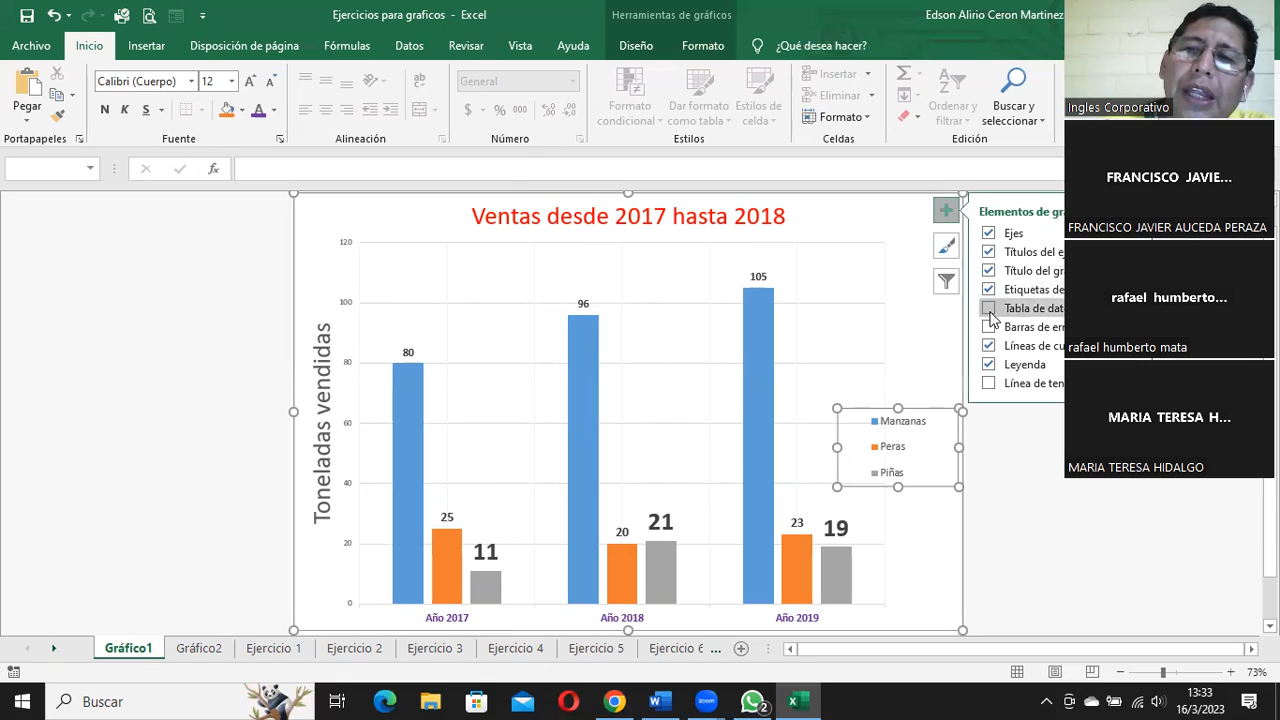 Ejercicios para graficos - Excel
Herramientas de gráficos
Edson Alirio Ceron Martinez
Archivo Inicio Insertar Disposición de página Fórmulas Datos Revisar Vista Ayuda Diseño Formato ¿Qué desea hacer?
Pegar
Calibri (Cuerpo) 12
N K S
General
$ % 000
Formato condicional
Dar formato como tabla
Estilos de celda
Insertar
Eliminar
Formato
Ordenar y filtrar
Buscar y seleccionar
Portapapeles Fuente Alineación Número Estilos Celdas Edición
Ingles Corporativo
FRANCISCO JAVIE...
FRANCISCO JAVIER AUCEDA PERAZA
rafael humberto...
rafael humberto mata
MARIA TERESA H...
MARIA TERESA HIDALGO
fx
Ventas desde 2017 hasta 2018
Toneladas vendidas
120
100
80
60
40
20
0
80
25
11
96
20
21
105
23
19
Año 2017 Año 2018 Año 2019
Manzanas
Peras
Piñas
Elementos de
Ejes
Títulos del
Título del
Etiquetas de
Tabla de
Barras de
Líneas de
Leyenda
Línea de
Gráfico1 Gráfico2 Ejercicio 1 Ejercicio 2 Ejercicio 3 Ejercicio 4 Ejercicio 5 Ejercicio 6 ...
73%
Buscar
2
13:33
16/3/2023